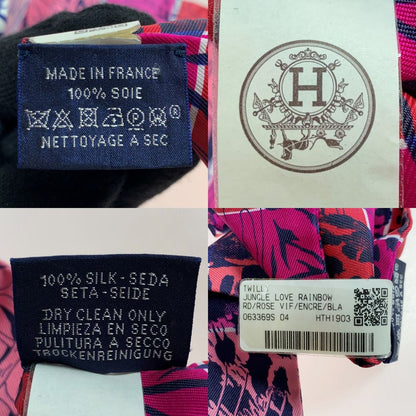 MADE IN FRANCE
100% SOIE
NETTOYAGE A SEC
H
100% SILK - SEDA
SETA - SEIDE
DRY CLEAN ONLY
LIMPIEZA EN SECO
PULITURA A SECCO
TROCKENREINIGUNG
TWILLY
JUNGLE LOVE RAINBOW
RD/ROSE VIF/ENCRE/BLA
063369S 04 HTH1903